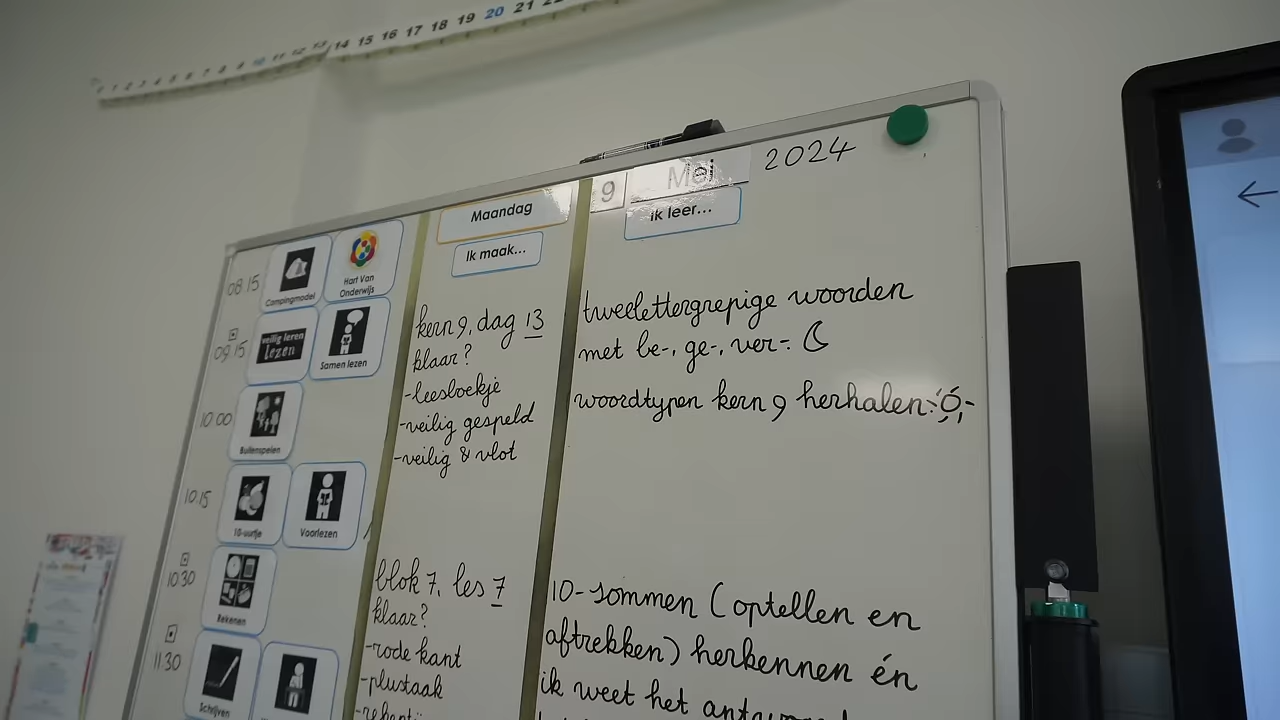 14 15 16 17 18 19 20 21
9 Mei 2024
Maandag
Ik maak...
ik leer...
08.15
Campingmodel
Hart Van
Onderwijs
09.15
veilig leren
lezen
Samen lezen
kern 9, dag 13
klaar?
-leesboekje
-veilig gespeld
-veilig & vlot
tweelettergrepige woorden
met be-, ge-, ver-.
woordtypen kern 9 herhalen
10.00
Buitenspelen
10.15
10-uurtje
Voorlezen
10.30
Rekenen
blok 7, les 7
klaar?
-rode kant
-plustaak
10-sommen (optellen en
aftrekken) herkennen én
ik weet het
11.30
Schrijven